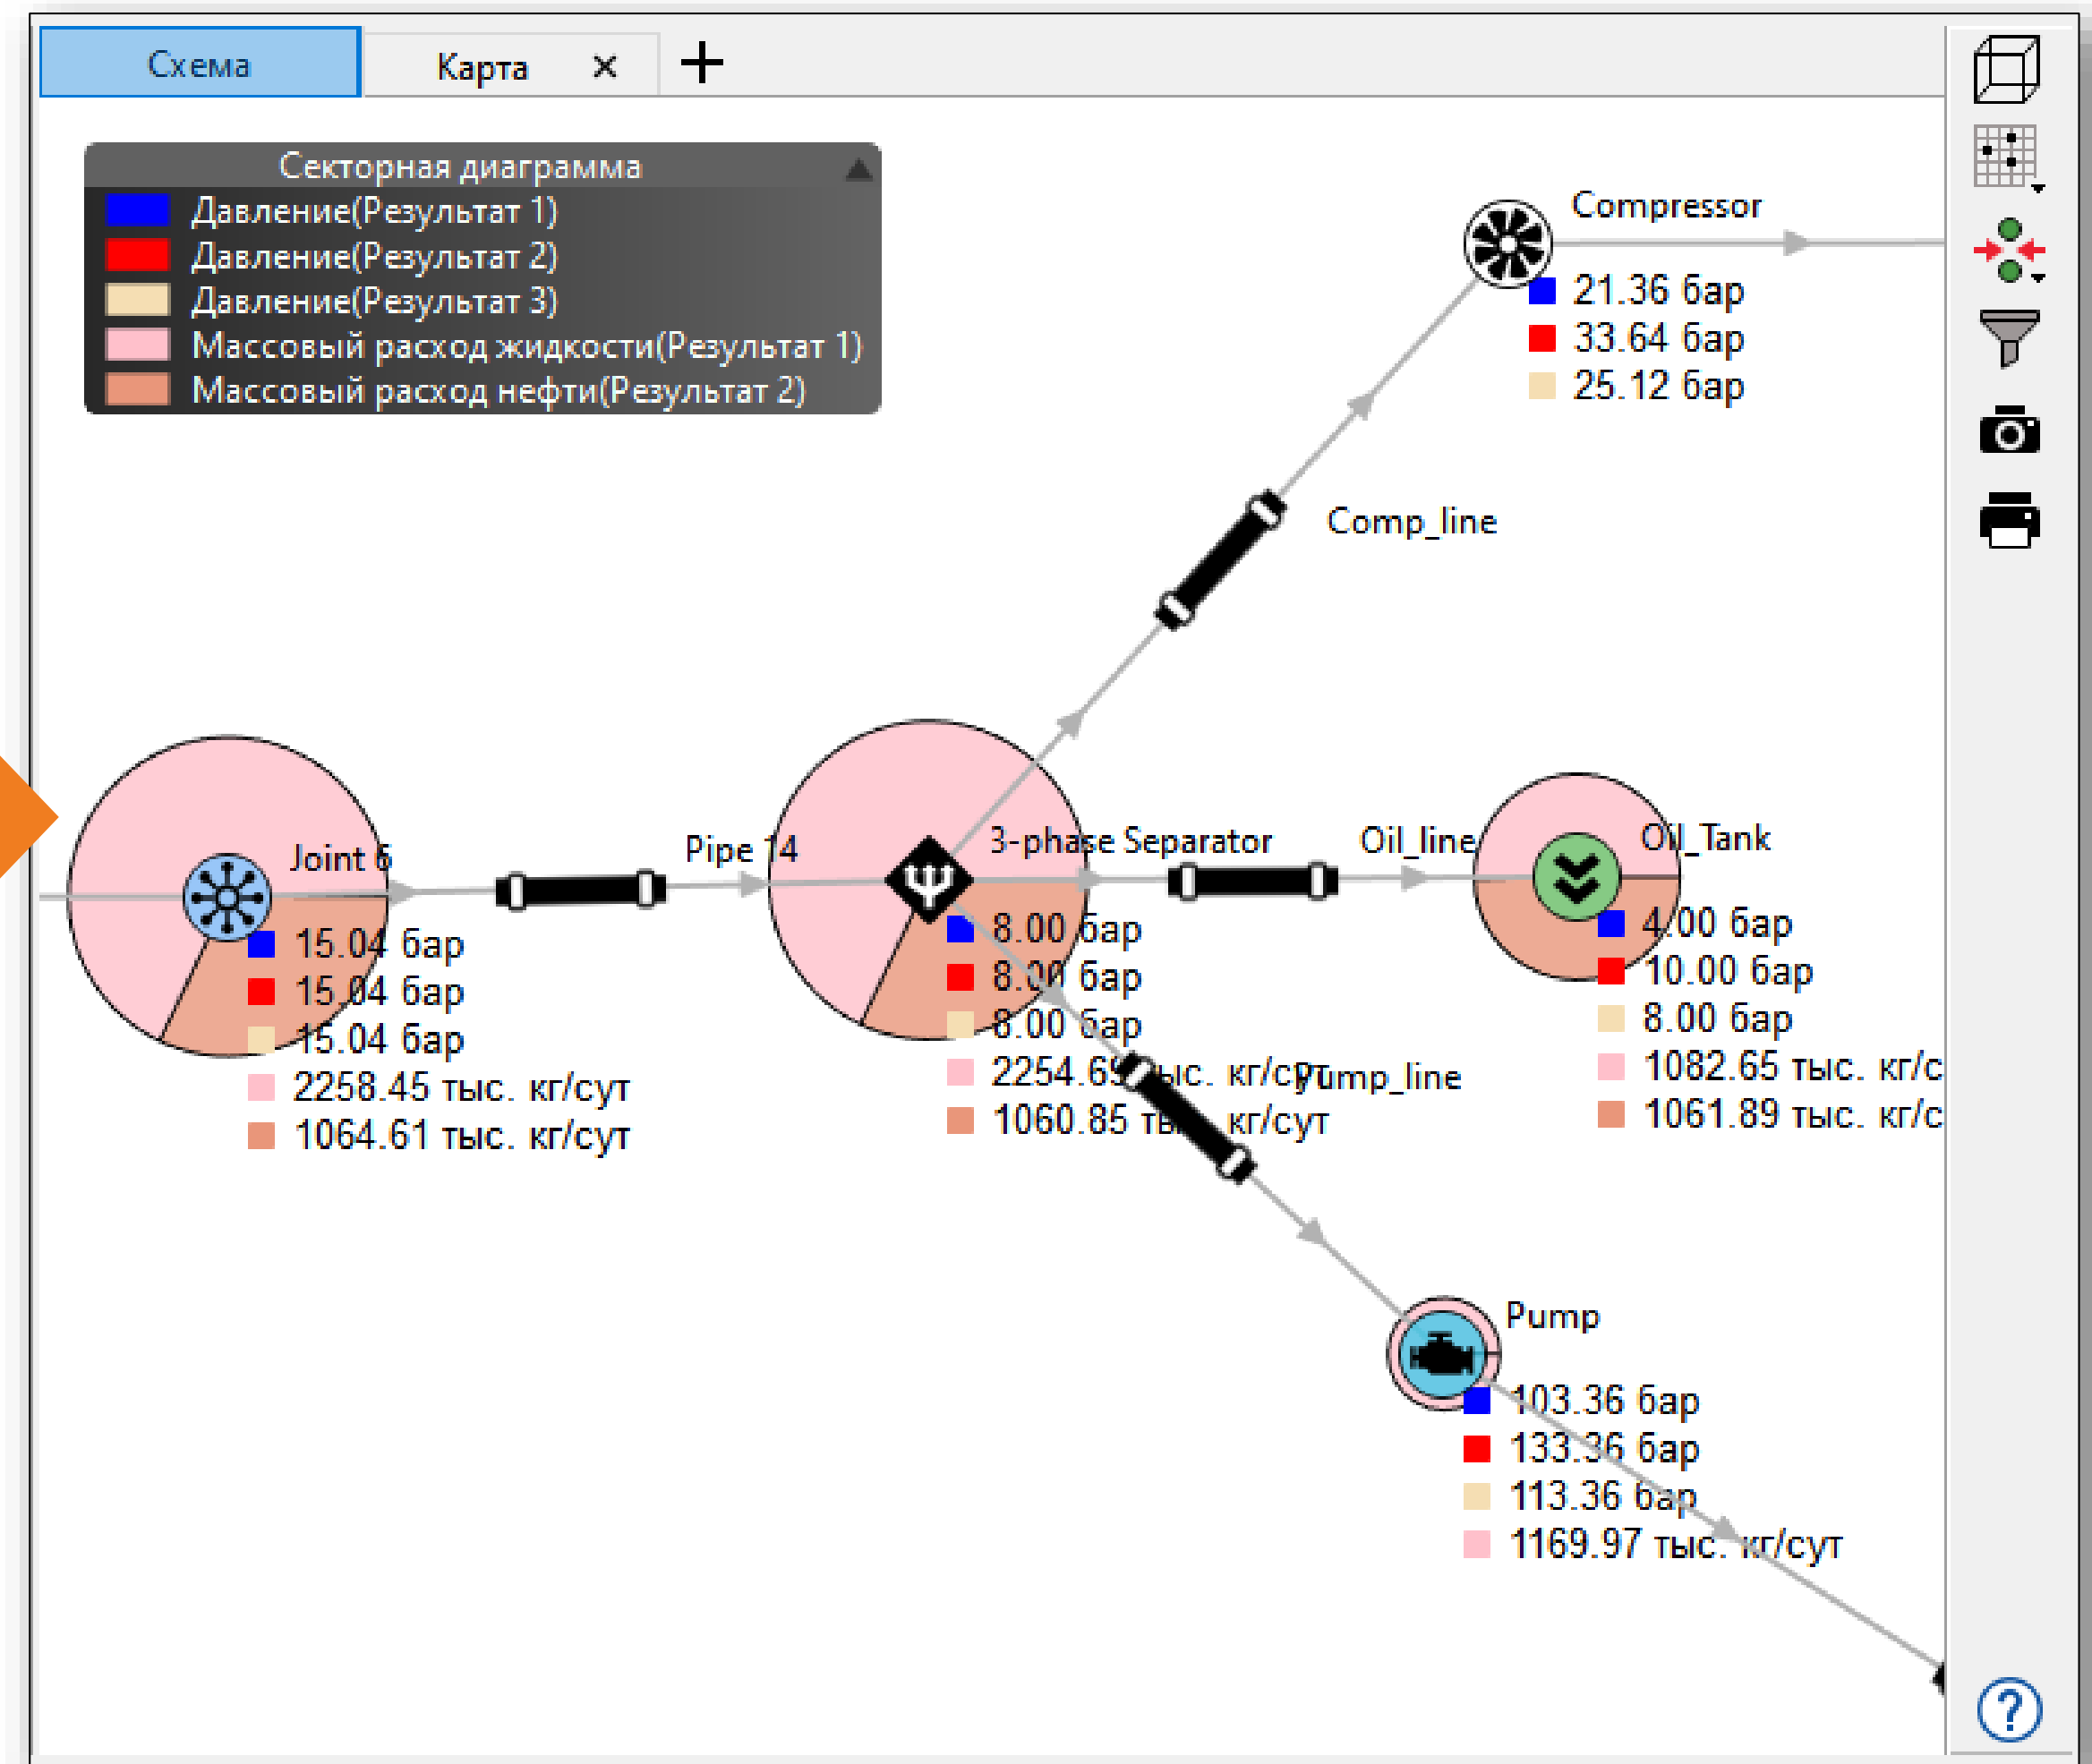 Схема
Карта
Секторная диаграмма
Давление(Результат 1)
Давление(Результат 2)
Давление(Результат 3)
Массовый расход жидкости(Результат 1)
Массовый расход нефти(Результат 2)
Compressor
21.36 бар
33.64 бар
25.12 бар
Comp_line
Joint 6
15.04 бар
15.04 бар
15.04 бар
2258.45 тыс. кг/сут
1064.61 тыс. кг/сут
Pipe 14
3-phase Separator
8.00 бар
8.00 бар
8.00 бар
2254.69 тыс. кг/сут
1060.85 тыс. кг/сут
Oil_line
Oil_Tank
4.00 бар
10.00 бар
8.00 бар
1082.65 тыс. кг/с
1061.89 тыс. кг/с
Pump_line
Pump
103.36 бар
133.36 бар
113.36 бар
1169.97 тыс. кг/сут